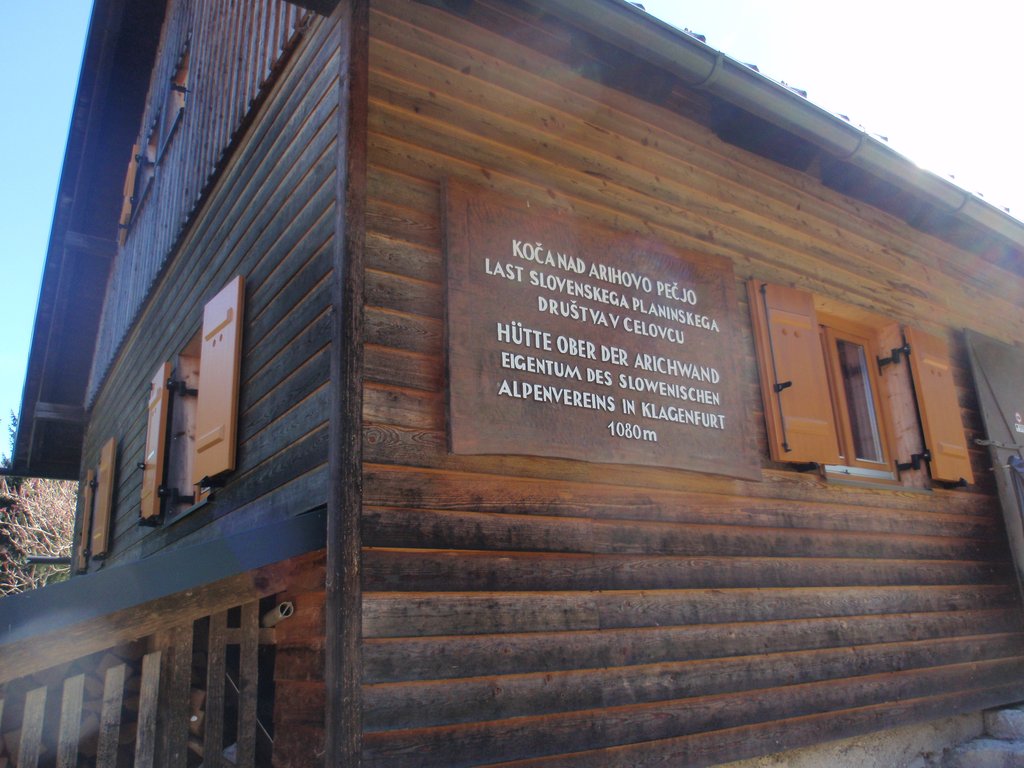 KOČA NAD ARIHOVO PEČJO
LAST SLOVENSKEGA PLANINSKEGA
DRUŠTVA V CELOVCU
HÜTTE OBER DER ARICHWAND
EIGENTUM DES SLOWENISCHEN
ALPENVEREINS IN KLAGENFURT
1080m